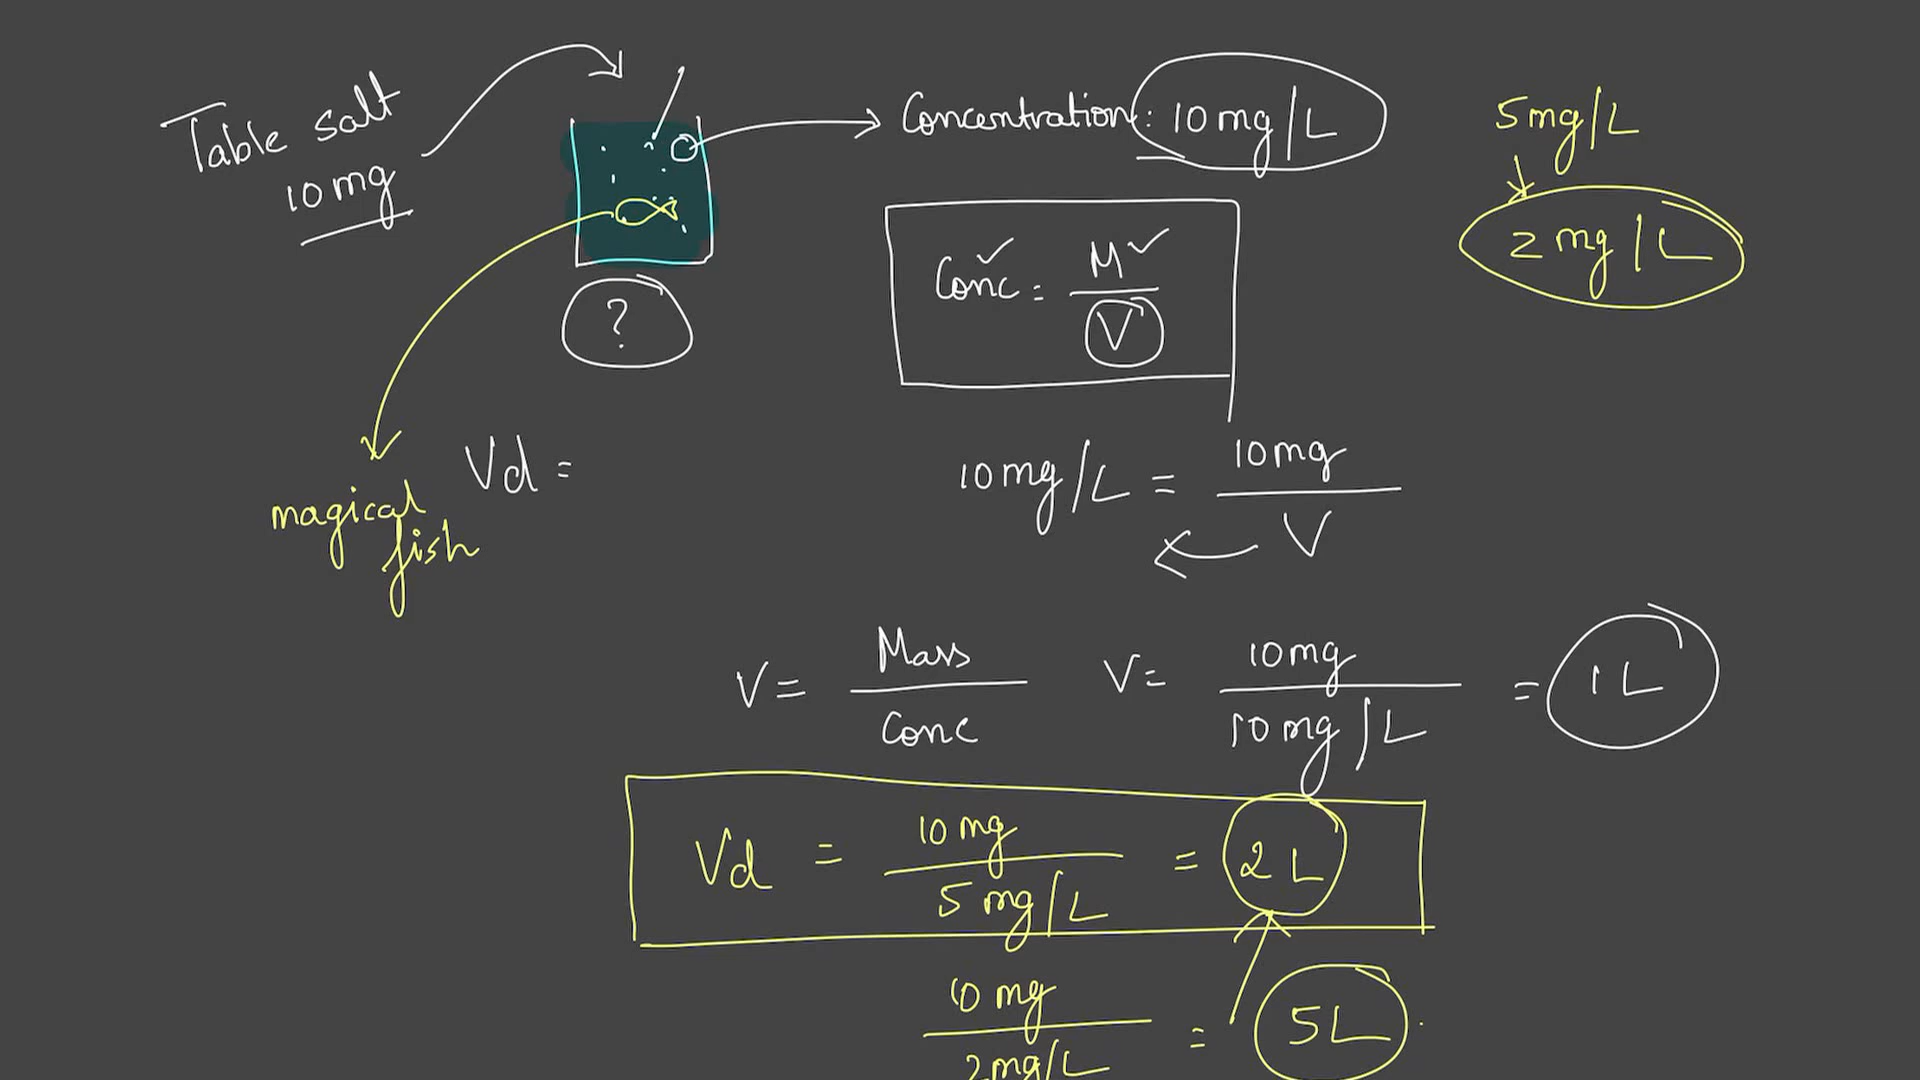 Table salt
10 mg
Concentration : 10 mg/L
5 mg/L
2 mg/L
?
Conc = M
V
Vd =
magical
fish
10 mg/L = 10 mg
V
V = Mass
Conc
V = 10 mg
10 mg/L
= 1 L
Vd = 10 mg
5 mg/L
= 2 L
10 mg
2 mg/L
= 5 L